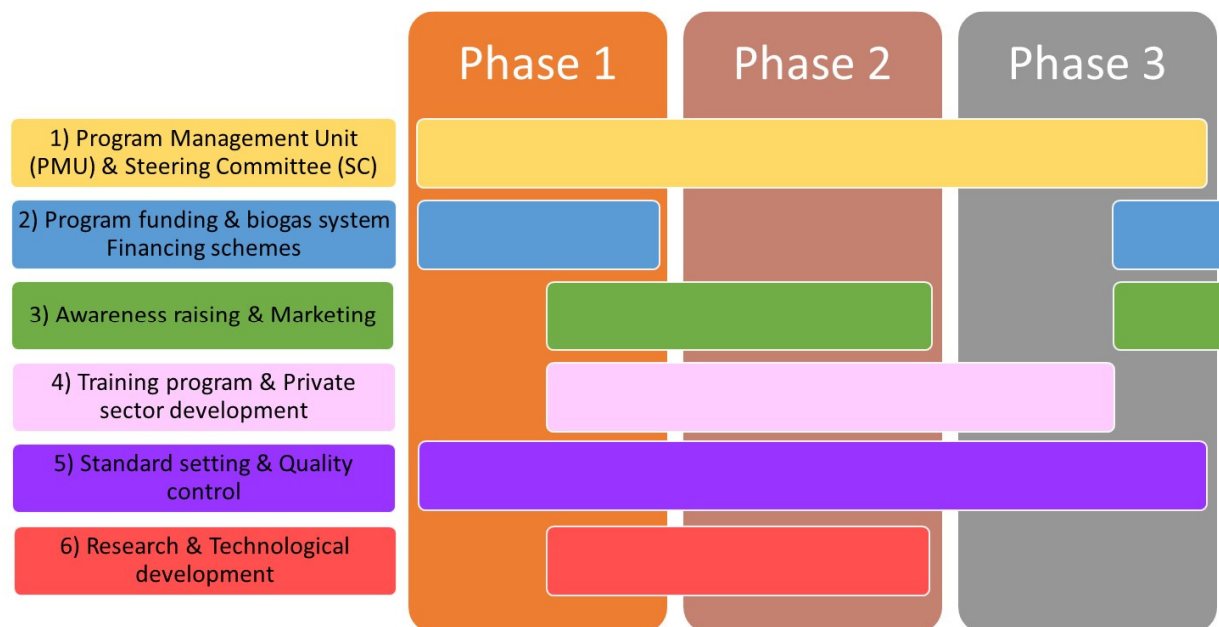 Phase 1
Phase 2
Phase 3
1) Program Management Unit
(PMU) & Steering Committee (SC)
2) Program funding & biogas system
Financing schemes
3) Awareness raising & Marketing
4) Training program & Private
sector development
5) Standard setting & Quality
control
6) Research & Technological
development